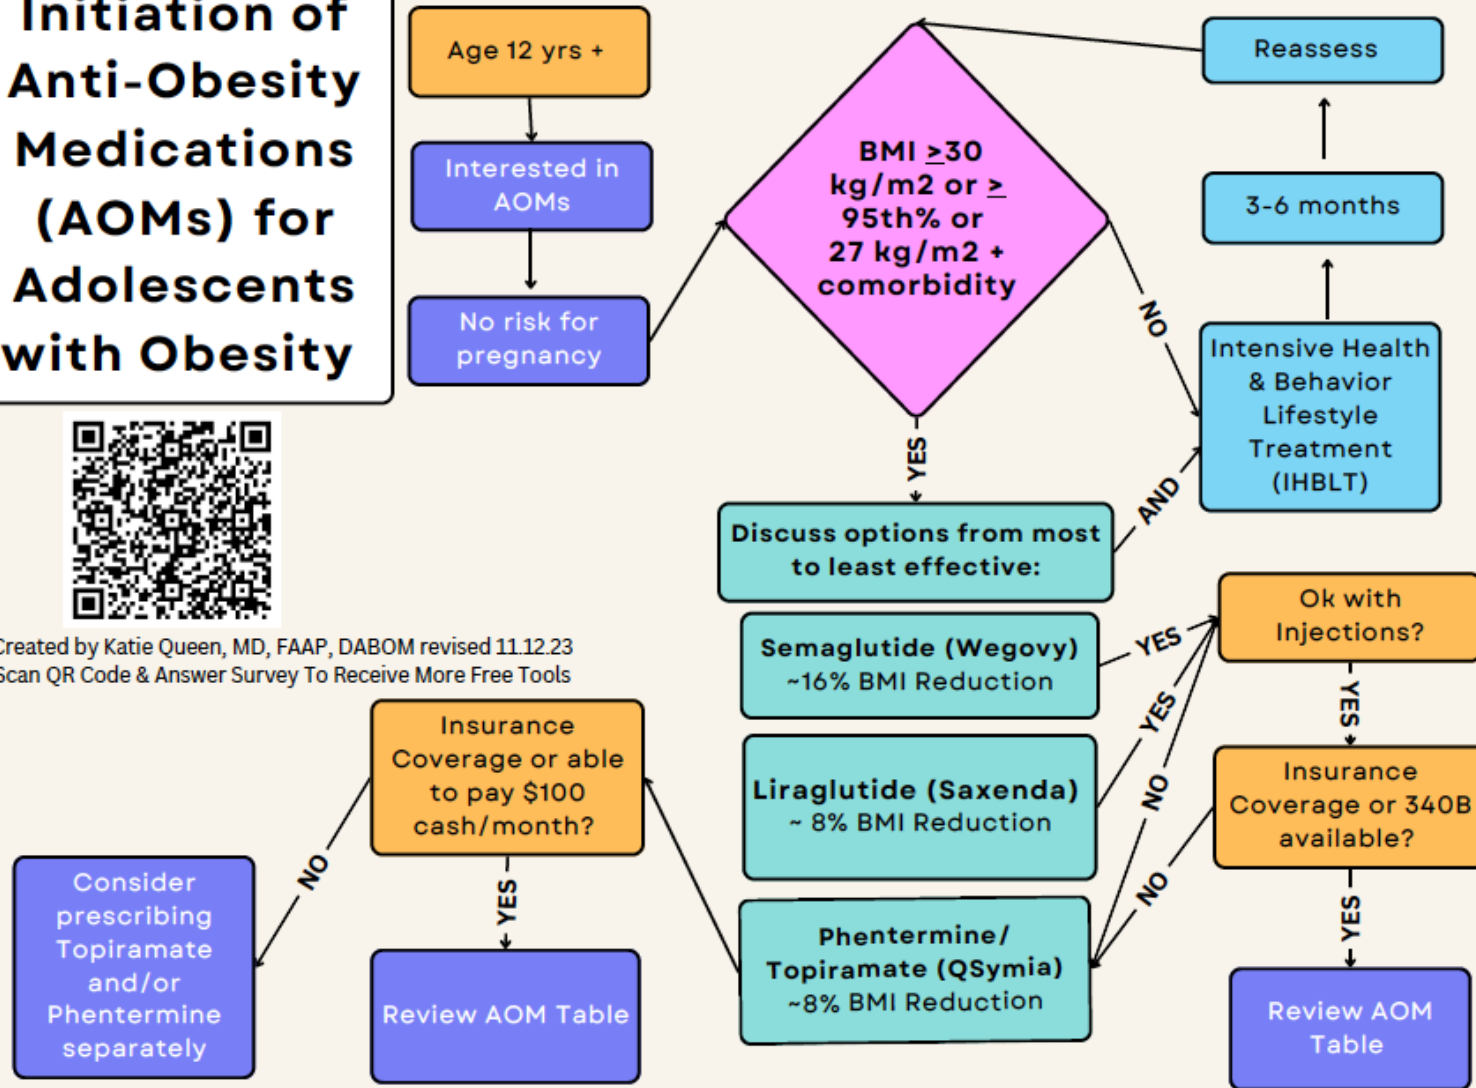 Initiation of
Anti-Obesity
Medications
(AOMs) for
Adolescents
with Obesity
Created by Katie Queen, MD, FAAP, DABOM revised 11.12.23
Scan QR Code & Answer Survey To Receive More Free Tools
Age 12 yrs +
Interested in
AOMs
No risk for
pregnancy
BMI ≥30
kg/m2 or ≥
95th% or
27 kg/m2 +
comorbidity
NO
YES
Reassess
3-6 months
Intensive Health
& Behavior
Lifestyle
Treatment
(IHBLT)
AND
Discuss options from most
to least effective:
Semaglutide (Wegovy)
~16% BMI Reduction
YES
Liraglutide (Saxenda)
~ 8% BMI Reduction
YES
Phentermine/
Topiramate (QSymia)
~8% BMI Reduction
NO
Ok with
Injections?
YES
Insurance
Coverage or 340B
available?
NO
YES
Review AOM
Table
Insurance
Coverage or able
to pay $100
cash/month?
NO
YES
Review AOM Table
Consider
prescribing
Topiramate
and/or
Phentermine
separately